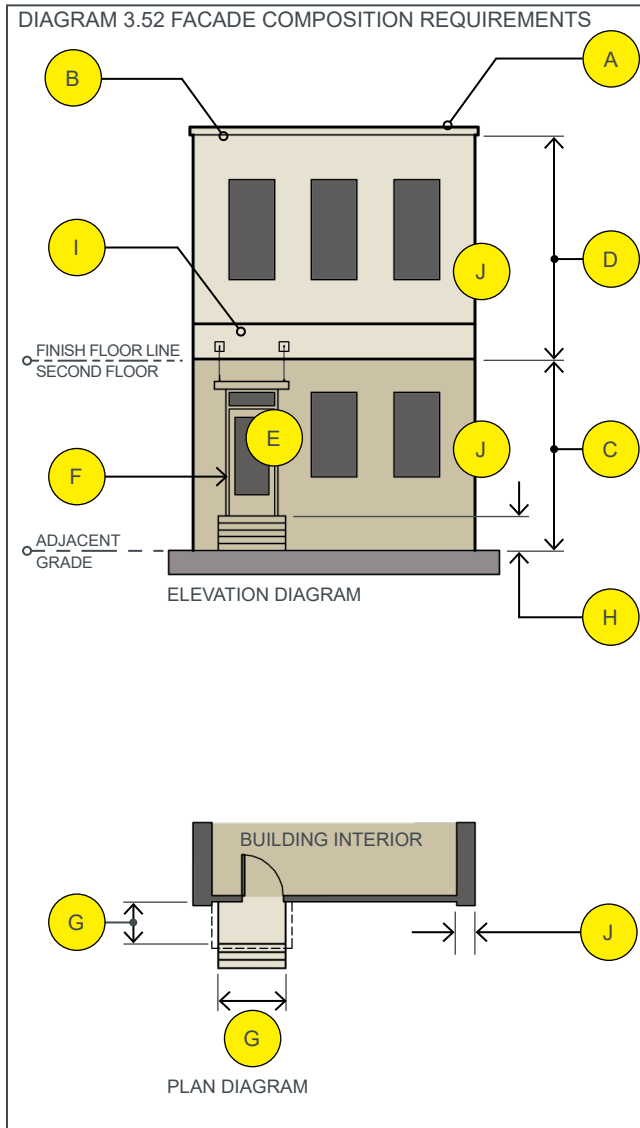 DIAGRAM 3.52 FACADE COMPOSITION REQUIREMENTS
A
B
I
J
D
FINISH FLOOR LINE
SECOND FLOOR
E
J
C
F
ADJACENT
GRADE
ELEVATION DIAGRAM
H
BUILDING INTERIOR
G
J
G
PLAN DIAGRAM